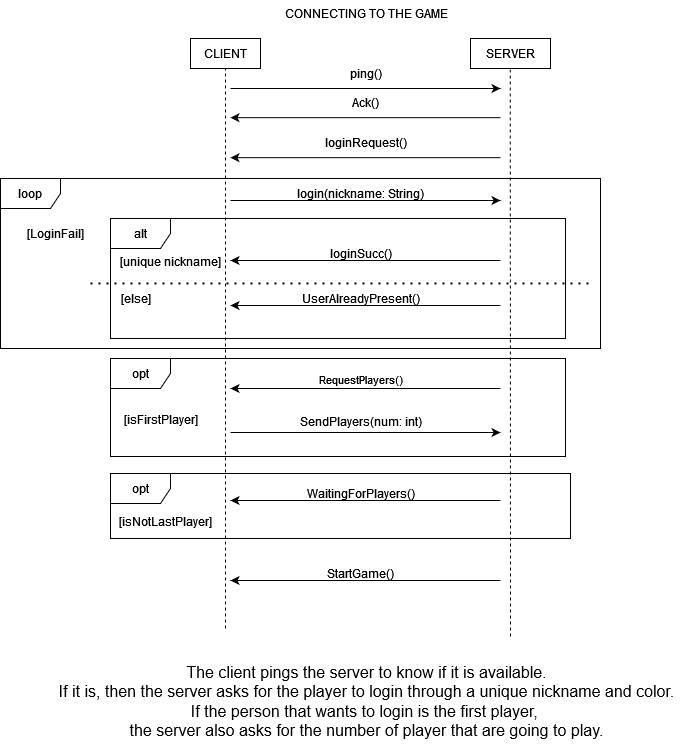 CONNECTING TO THE GAME
CLIENT
SERVER
ping()
Ack()
loginRequest()
loop
login(nickname: String)
[LoginFail]
alt
[unique nickname]
loginSucc()
[else]
UserAlreadyPresent()
opt
RequestPlayers()
[isFirstPlayer]
SendPlayers(num: int)
opt
WaitingForPlayers()
[isNotLastPlayer]
StartGame()
The client pings the server to know if it is available.
If it is, then the server asks for the player to login through a unique nickname and color.
If the person that wants to login is the first player,
the server also asks for the number of player that are going to play.